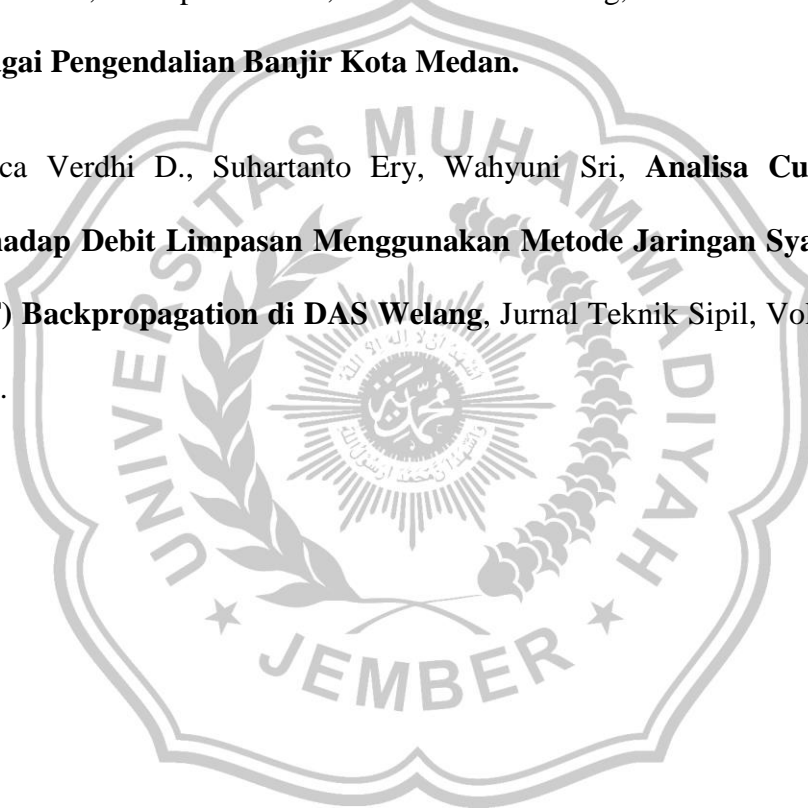 gai Pengendalian Banjir Kota Medan.
ca Verdhi D., Suhartanto Ery, Wahyuni Sri, Analisa Cu
hadap Debit Limpasan Menggunakan Metode Jaringan Sya
) Backpropagation di DAS Welang, Jurnal Teknik Sipil, Vol
.
UNIVERSITAS MUHAMMADIYAH
JEMBER